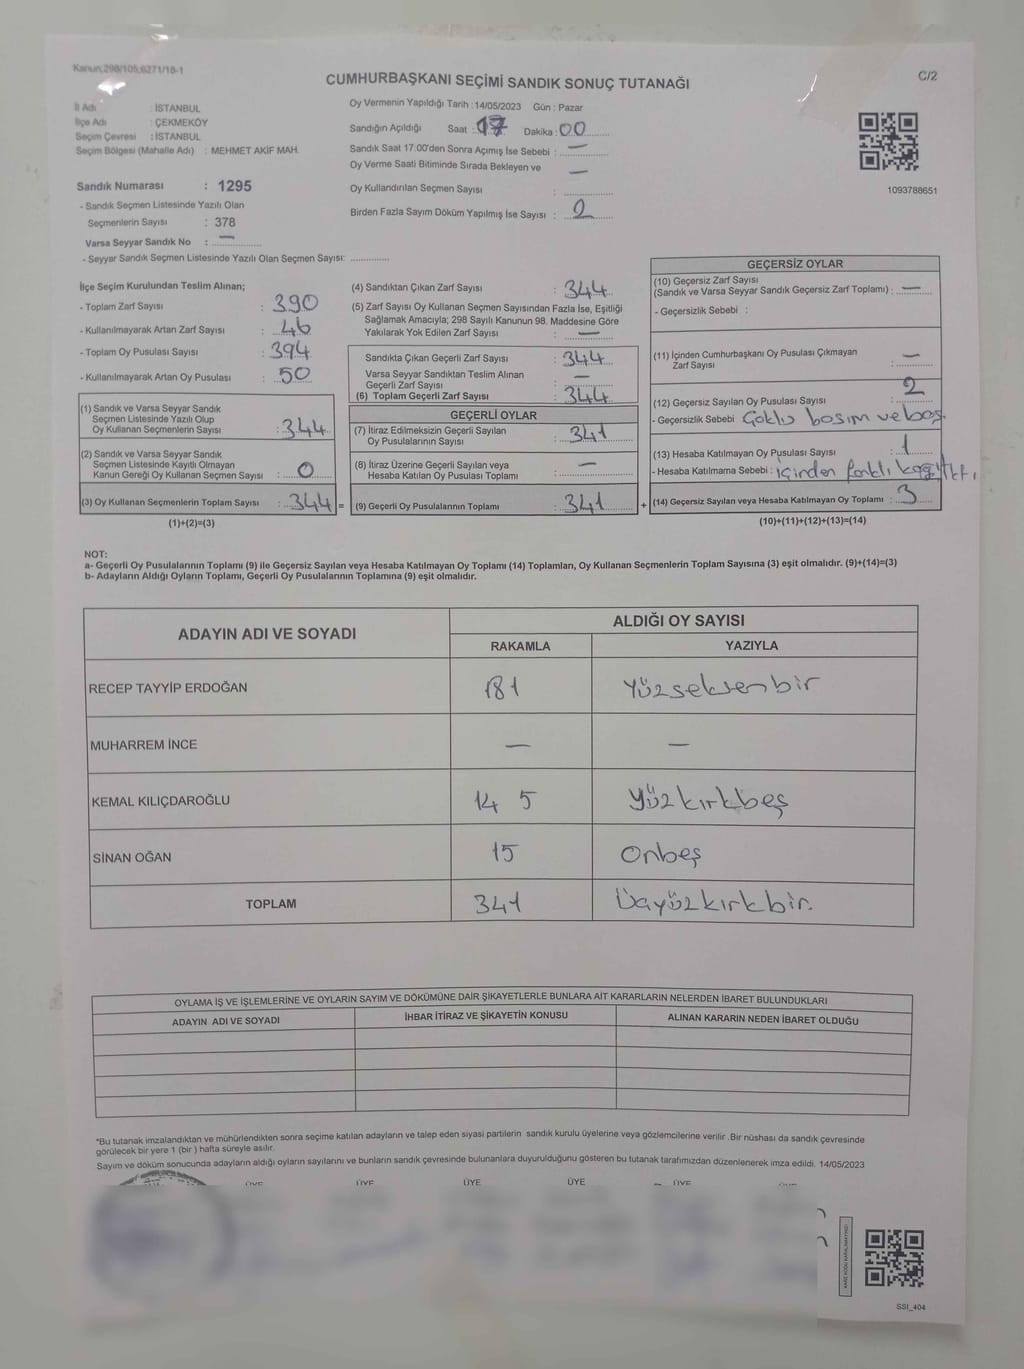 Kanun,298/105;6271/18-1
C/2
CUMHURBAŞKANI SEÇİMİ SANDIK SONUÇ TUTANAĞI
İl Adı : İSTANBUL
İlçe Adı : ÇEKMEKÖY
Seçim Çevresi : İSTANBUL
Seçim Bölgesi (Mahalle Adı) : MEHMET AKİF MAH.
Sandık Numarası : 1295
- Sandık Seçmen Listesinde Yazılı Olan
Seçmenlerin Sayısı : 378
Varsa Seyyar Sandık No : —
- Seyyar Sandık Seçmen Listesinde Yazılı Olan Seçmen Sayısı: ............
Oy Vermenin Yapıldığı Tarih : 14/05/2023 Gün : Pazar
Sandığın Açıldığı Saat : 17 Dakika : 00
Sandık Saat 17:00'den Sonra Açımış İse Sebebi : —
Oy Verme Saati Bitiminde Sırada Bekleyen ve —
Oy Kullandırılan Seçmen Sayısı : ............
Birden Fazla Sayım Döküm Yapılmış İse Sayısı : 2
1093788651
İlçe Seçim Kurulundan Teslim Alınan;
- Toplam Zarf Sayısı : 390
- Kullanılmayarak Artan Zarf Sayısı : 46
- Toplam Oy Pusulası Sayısı : 394
- Kullanılmayarak Artan Oy Pusulası : 50
(1) Sandık ve Varsa Seyyar Sandık
Seçmen Listesinde Yazılı Olup
Oy Kullanan Seçmenlerin Sayısı : 344
(2) Sandık ve Varsa Seyyar Sandık
Seçmen Listesinde Kayıtlı Olmayan
Kanun Gereği Oy Kullanan Seçmen Sayısı : 0
(3) Oy Kullanan Seçmenlerin Toplam Sayısı : 344 =
(1)+(2)=(3)
(4) Sandıktan Çıkan Zarf Sayısı : 344
(5) Zarf Sayısı Oy Kullanan Seçmen Sayısından Fazla İse, Eşitliği
Sağlamak Amacıyla; 298 Sayılı Kanunun 98. Maddesine Göre
Yakılarak Yok Edilen Zarf Sayısı : —
Sandıkta Çıkan Geçerli Zarf Sayısı : 344
Varsa Seyyar Sandıktan Teslim Alınan
Geçerli Zarf Sayısı : —
(6) Toplam Geçerli Zarf Sayısı : 344
GEÇERLİ OYLAR
(7) İtiraz Edilmeksizin Geçerli Sayılan
Oy Pusulalarının Sayısı : 341
(8) İtiraz Üzerine Geçerli Sayılan veya
Hesaba Katılan Oy Pusulası Toplamı : —
(9) Geçerli Oy Pusulalarının Toplamı : 341 +
GEÇERSİZ OYLAR
(10) Geçersiz Zarf Sayısı
(Sandık ve Varsa Seyyar Sandık Geçersiz Zarf Toplamı) : —
- Geçersizlik Sebebi :
(11) İçinden Cumhurbaşkanı Oy Pusulası Çıkmayan
Zarf Sayısı : —
(12) Geçersiz Sayılan Oy Pusulası Sayısı : 2
- Geçersizlik Sebebi : Çoklu basım ve boş
(13) Hesaba Katılmayan Oy Pusulası Sayısı : 1
- Hesaba Katılmama Sebebi : içinden farklı
(14) Geçersiz Sayılan veya Hesaba Katılmayan Oy Toplamı : 3
(10)+(11)+(12)+(13)=(14)
NOT:
a- Geçerli Oy Pusulalarının Toplamı (9) ile Geçersiz Sayılan veya Hesaba Katılmayan Oy Toplamı (14) Toplamları, Oy Kullanan Seçmenlerin Toplam Sayısına (3) eşit olmalıdır. (9)+(14)=(3)
b- Adayların Aldığı Oyların Toplamı, Geçerli Oy Pusulalarının Toplamına (9) eşit olmalıdır.
ADAYIN ADI VE SOYADI
ALDIĞI OY SAYISI
RAKAMLA YAZIYLA
RECEP TAYYİP ERDOĞAN 181 Yüzseksenbir
MUHARREM İNCE — —
KEMAL KILIÇDAROĞLU 145 Yüzkırkbeş
SİNAN OĞAN 15 Onbeş
TOPLAM 341 Üçyüzkırkbir.
OYLAMA İŞ VE İŞLEMLERİNE VE OYLARIN SAYIM VE DÖKÜMÜNE DAİR ŞİKAYETLERLE BUNLARA AİT KARARLARIN NELERDEN İBARET BULUNDUKLARI
ADAYIN ADI VE SOYADI İHBAR İTİRAZ VE ŞİKAYETİN KONUSU ALINAN KARARIN NEDEN İBARET OLDUĞU
*Bu tutanak imzalandıktan ve mühürlendikten sonra seçime katılan adayların ve talep eden siyasi partilerin sandık kurulu üyelerine veya gözlemcilerine verilir .Bir nüshası da sandık çevresinde
görülecek bir yere 1 (bir ) hafta süreyle asılır.
Sayım ve döküm sonucunda adayların aldığı oyların sayılarını ve bunların sandık çevresinde bulunanlara duyurulduğunu gösteren bu tutanak tarafımızdan düzenlenerek imza edildi. 14/05/2023
ÜYE ÜYE ÜYE ÜYE ÜYE
SSI_404